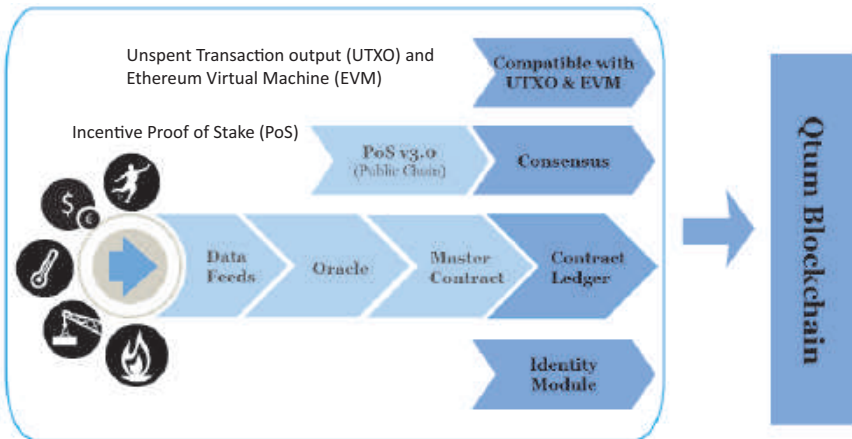 Unspent Transaction output (UTXO) and
Ethereum Virtual Machine (EVM)
Compatible with
UTXO & EVM
Incentive Proof of Stake (PoS)
PoS v3.0
(Public Chain)
Consensus
$
€
Data
Feeds
Oracle
Master
Contract
Contract
Ledger
Identity
Module
Qtum Blockchain